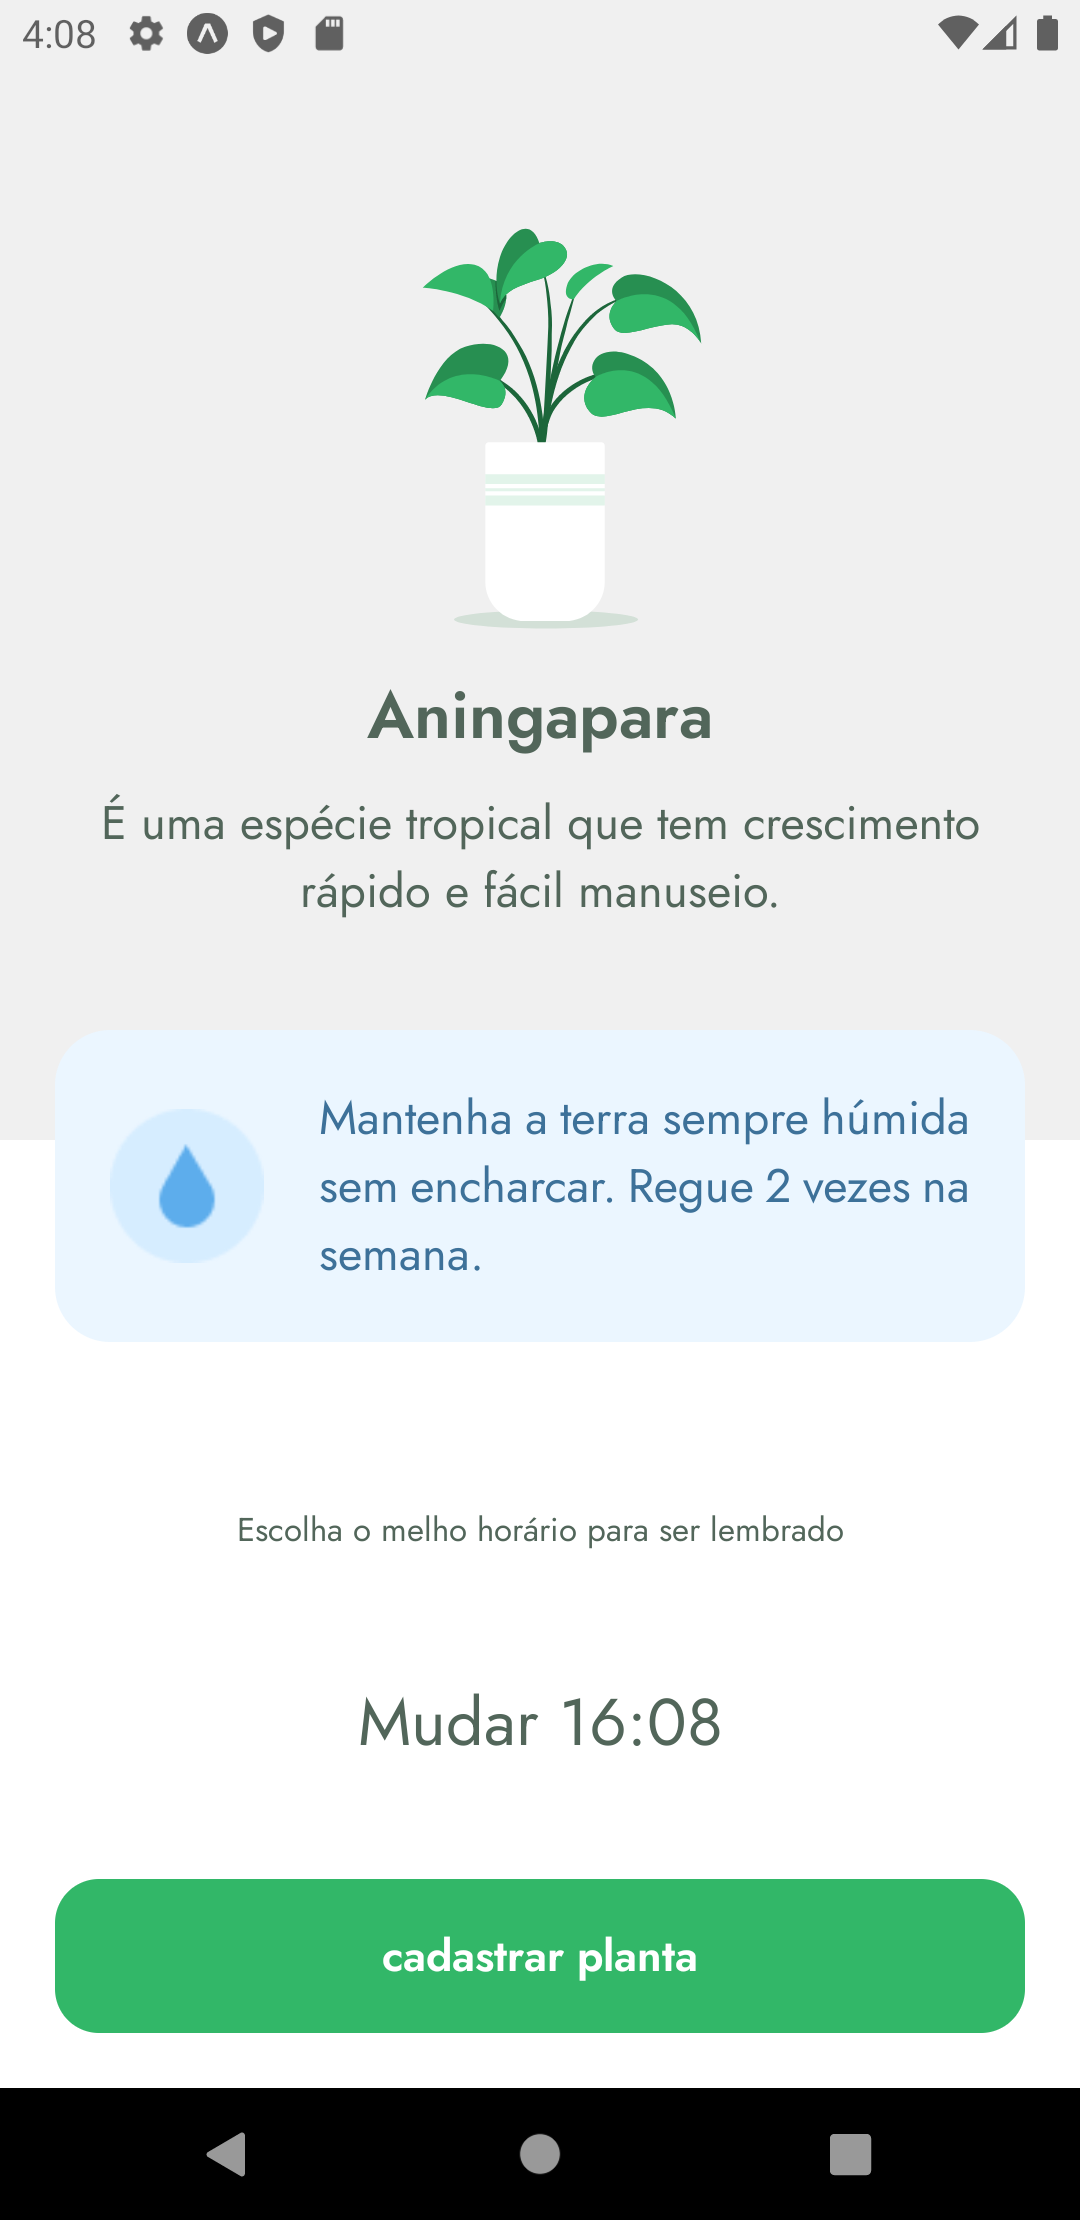 4:08
Aningapara
É uma espécie tropical que tem crescimento
rápido e fácil manuseio.
Mantenha a terra sempre húmida
sem encharcar. Regue 2 vezes na
semana.
Escolha o melho horário para ser lembrado
Mudar 16:08
cadastrar planta